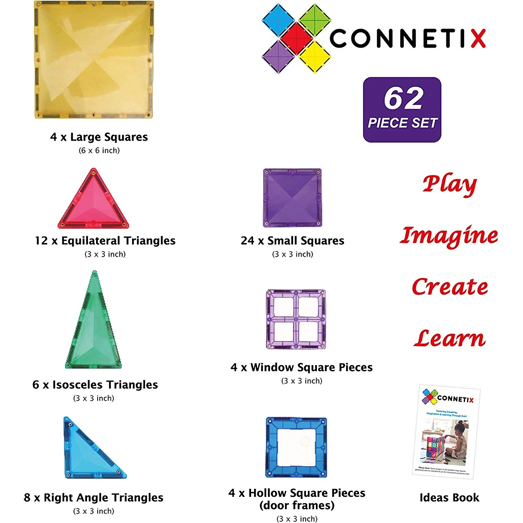 CONNETIX
62
PIECE SET
4 x Large Squares
(6 x 6 inch)
Play
12 x Equilateral Triangles
(3 x 3 inch)
24 x Small Squares
(3 x 3 inch)
Imagine
Create
Learn
6 x Isosceles Triangles
(3 x 3 inch)
4 x Window Square Pieces
(3 x 3 inch)
CONNETIX
8 x Right Angle Triangles
(3 x 3 inch)
4 x Hollow Square Pieces
(door frames)
(3 x 3 inch)
Ideas Book